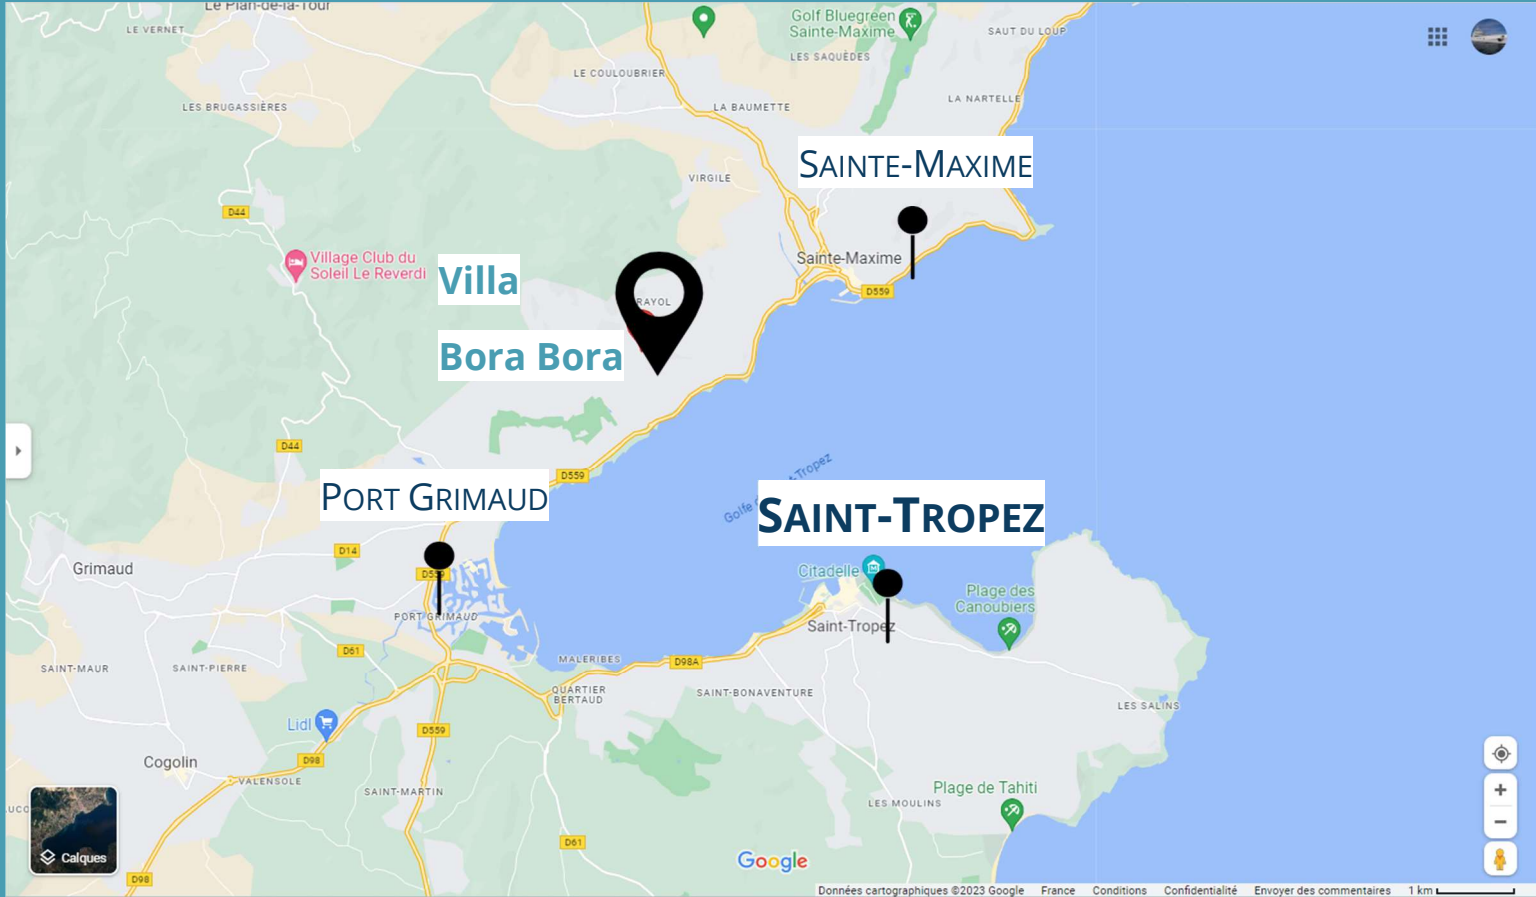 Le Plan-de-la-Tour
LE VERNET
Golf Bluegreen
Sainte-Maxime
SAUT DU LOUP
LES SAQUÈDES
LE COULOUBRIER
LA NARTELLE
LES BRUGASSIÈRES
LA BAUMETTE
SAINTE-MAXIME
VIRGILE
D44
Village Club du
Soleil Le Reverdi
Sainte-Maxime
Villa
D559
RAYOL
Bora Bora
D44
Golfe
t-Tropez
D559
PORT GRIMAUD
SAINT-TROPEZ
D14
Grimaud
D559
Citadelle
Plage des
Canoubiers
PORT GRIMAUD
Saint-Tropez
D61
MALERIBES
D98A
SAINT-MAUR
SAINT-PIERRE
QUARTIER
BERTAUD
SAINT-BONAVENTURE
LES SALINS
Lidl
D559
Cogolin
D98
VALENSOLE
SAINT-MARTIN
Plage de Tahiti
LES MOULINS
D61
Calques
Google
D98
Données cartographiques ©2023 Google France Conditions Confidentialité Envoyer des commentaires 1 km